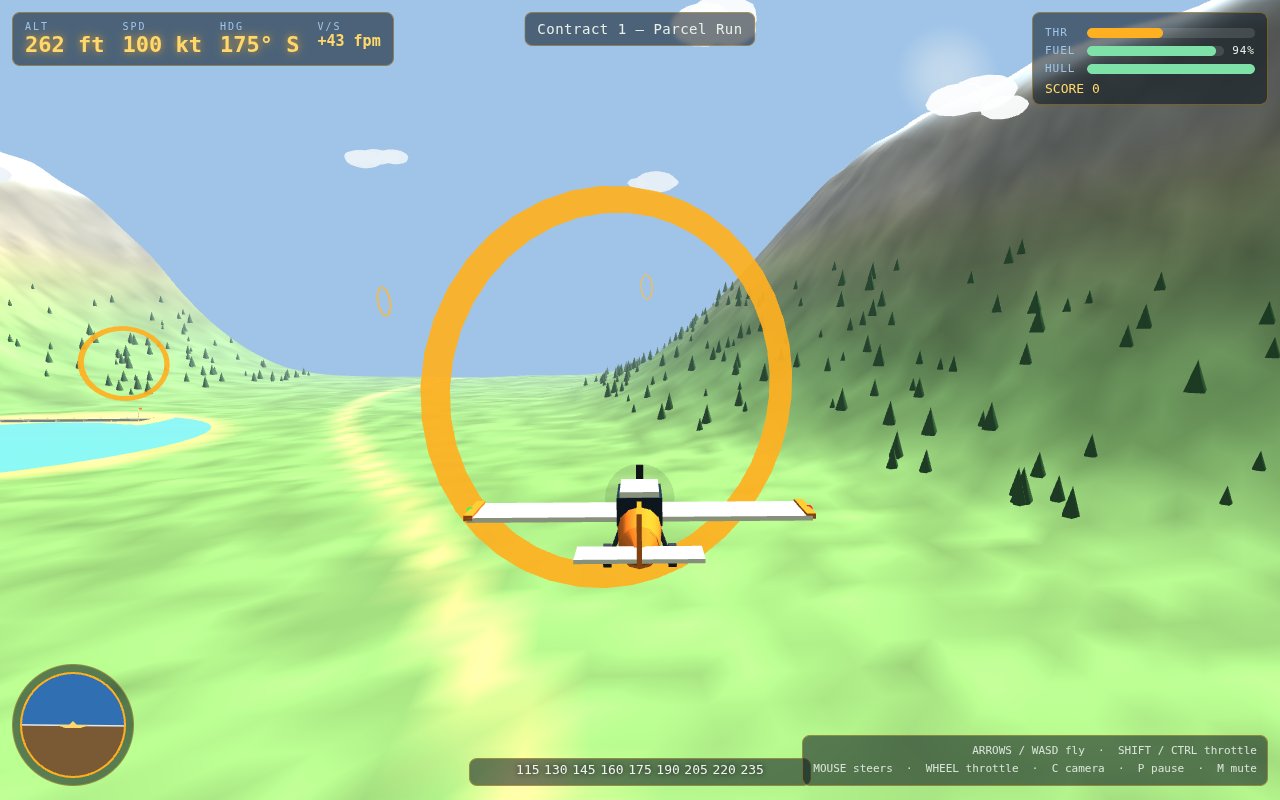 ALT SPD HDG V/S
262 ft 100 kt 175° S +43 fpm
Contract 1 — Parcel Run
THR
FUEL 94%
HULL
SCORE 0
115 130 145 160 175 190 205 220 235
ARROWS / WASD fly · SHIFT / CTRL throttle
MOUSE steers · WHEEL throttle · C camera · P pause · M mute